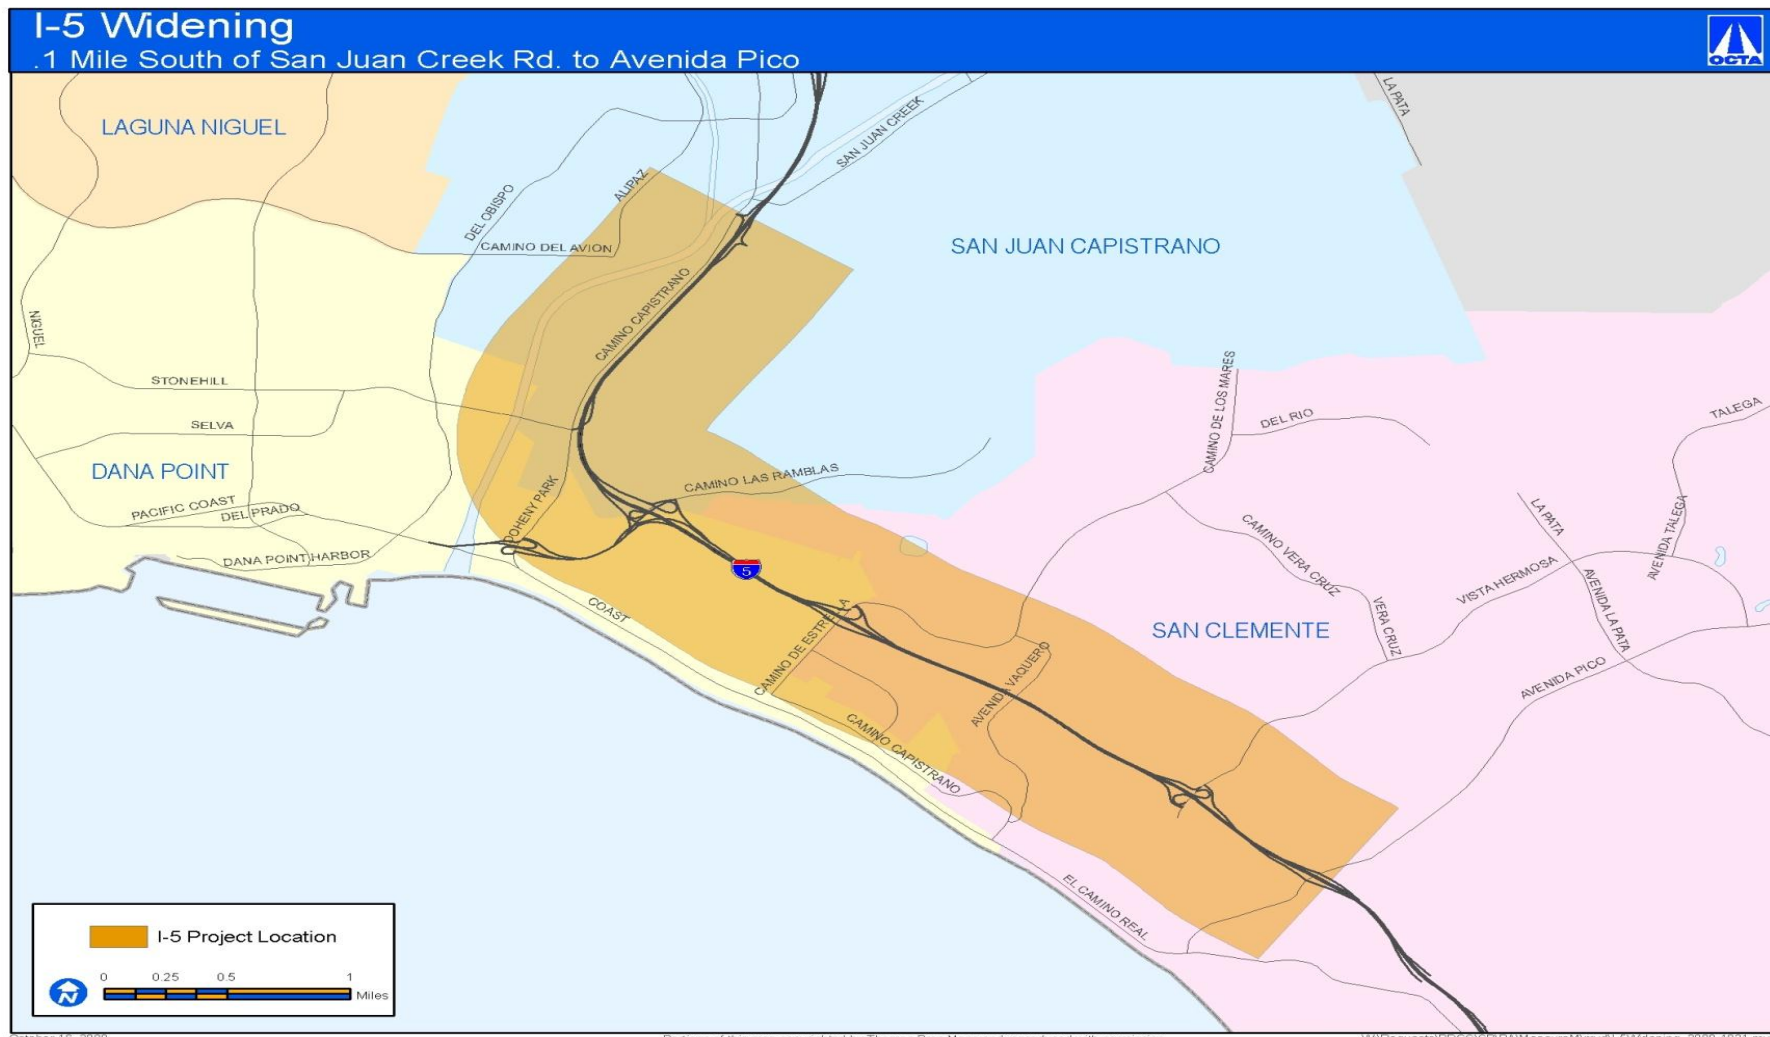 I-5 Widening
.1 Mile South of San Juan Creek Rd. to Avenida Pico
OCTA
LAGUNA NIGUEL
SAN JUAN CREEK
LA PATA
DEL OBISPO
ALIPAZ
CAMINO DEL AVION
SAN JUAN CAPISTRANO
NIGUEL
CAMINO CAPISTRANO
STONEHILL
SELVA
CAMINO DE LOS MARES
DEL RIO
TALEGA
DANA POINT
CAMINO LAS RAMBLAS
PACIFIC COAST
DEL PRADO
DOHENY PARK
DANA POINT HARBOR
LA PATA
AVENIDA TALEGA
CAMINO VERA CRUZ
VISTA HERMOSA
5
COAST
CAMINO DE ESTRELLA
VERA CRUZ
AVENIDA LA PATA
SAN CLEMENTE
AVENIDA VAQUERO
AVENIDA PICO
CAMINO CAPISTRANO
EL CAMINO REAL
I-5 Project Location
0 0.25 0.5 1
Miles
N